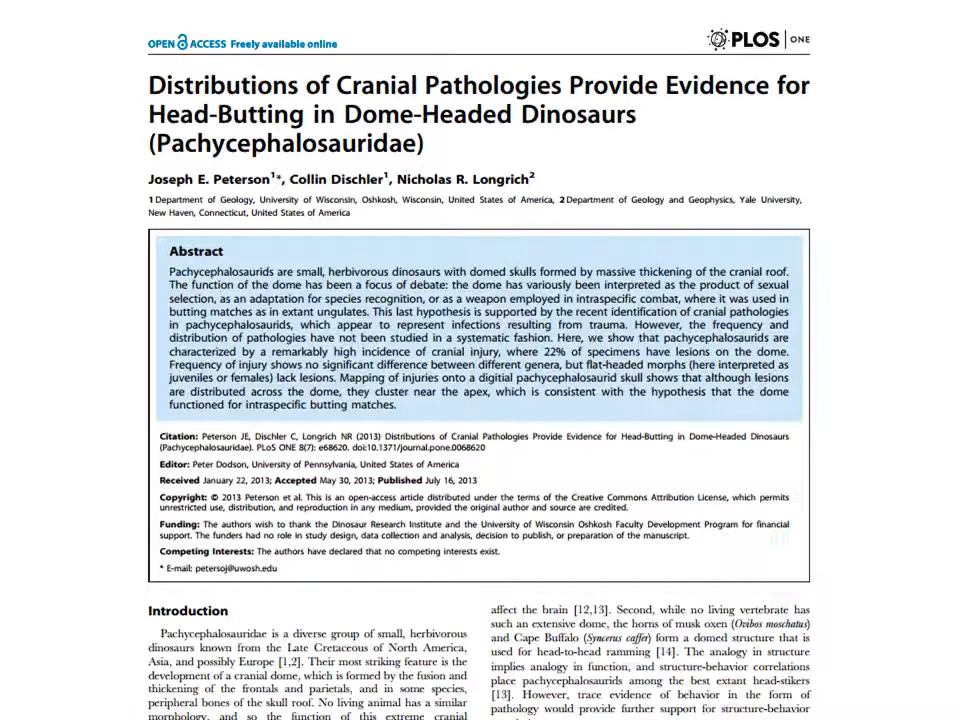 OPEN ACCESS Freely available online
PLOS ONE
Distributions of Cranial Pathologies Provide Evidence for
Head-Butting in Dome-Headed Dinosaurs
(Pachycephalosauridae)
Joseph E. Peterson1*, Collin Dischler1, Nicholas R. Longrich2
1 Department of Geology, University of Wisconsin, Oshkosh, Wisconsin, United States of America, 2 Department of Geology and Geophysics, Yale University,
New Haven, Connecticut, United States of America
Abstract
Pachycephalosaurids are small, herbivorous dinosaurs with domed skulls formed by massive thickening of the cranial roof.
The function of the dome has been a focus of debate: the dome has variously been interpreted as the product of sexual
selection, as an adaptation for species recognition, or as a weapon employed in intraspecific combat, where it was used in
butting matches as in extant ungulates. This last hypothesis is supported by the recent identification of cranial pathologies
in pachycephalosaurids, which appear to represent infections resulting from trauma. However, the frequency and
distribution of pathologies have not been studied in a systematic fashion. Here, we show that pachycephalosaurids are
characterized by a remarkably high incidence of cranial injury, where 22% of specimens have lesions on the dome.
Frequency of injury shows no significant difference between different genera, but flat-headed morphs (here interpreted as
juveniles or females) lack lesions. Mapping of injuries onto a digitial pachycephalosaurid skull shows that although lesions
are distributed across the dome, they cluster near the apex, which is consistent with the hypothesis that the dome
functioned for intraspecific butting matches.
Citation: Peterson JE, Dischler C, Longrich NR (2013) Distributions of Cranial Pathologies Provide Evidence for Head-Butting in Dome-Headed Dinosaurs
(Pachycephalosauridae). PLoS ONE 8(7): e68620. doi:10.1371/journal.pone.0068620
Editor: Peter Dodson, University of Pennsylvania, United States of America
Received January 22, 2013; Accepted May 30, 2013; Published July 16, 2013
Copyright: © 2013 Peterson et al. This is an open-access article distributed under the terms of the Creative Commons Attribution License, which permits
unrestricted use, distribution, and reproduction in any medium, provided the original author and source are credited.
Funding: The authors wish to thank the Dinosaur Research Institute and the University of Wisconsin Oshkosh Faculty Development Program for financial
support. The funders had no role in study design, data collection and analysis, decision to publish, or preparation of the manuscript.
Competing Interests: The authors have declared that no competing interests exist.
* E-mail: petersoj@uwosh.edu
Introduction
Pachycephalosauridae is a diverse group of small, herbivorous
dinosaurs known from the Late Cretaceous of North America,
Asia, and possibly Europe [1,2]. Their most striking feature is the
development of a cranial dome, which is formed by the fusion and
thickening of the frontals and parietals, and in some species,
peripheral bones of the skull roof. No living animal has a similar
morphology, and so the function of this extreme cranial
affect the brain [12,13]. Second, while no living vertebrate has
such an extensive dome, the horns of musk oxen (Ovibos moschatus)
and Cape Buffalo (Syncerus caffer) form a domed structure that is
used for head-to-head ramming [14]. The analogy in structure
implies analogy in function, and structure-behavior correlations
place pachycephalosaurids among the best extant head-stikers
[13]. However, trace evidence of behavior in the form of
pathology would provide further support for structure-behavior